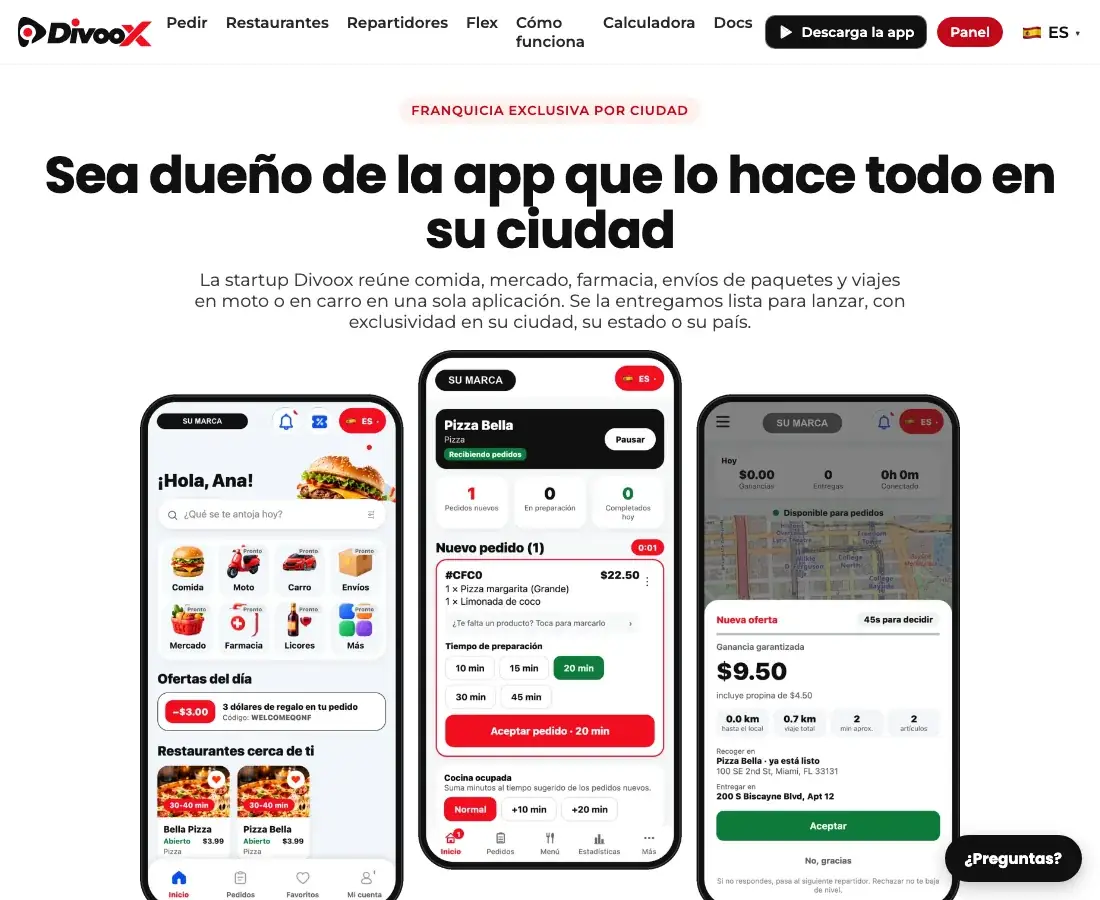 DivooX
Pedir
Restaurantes
Repartidores
Flex
Cómo
funciona
Calculadora
Docs
Descarga la app
Panel
ES
FRANQUICIA EXCLUSIVA POR CIUDAD
Sea dueño de la app que lo hace todo en
su ciudad
La startup Divoox reúne comida, mercado, farmacia, envíos de paquetes y viajes
en moto o en carro en una sola aplicación. Se la entregamos lista para lanzar, con
exclusividad en su ciudad, su estado o su país.
SU MARCA
ES
¡Hola, Ana!
¿Qué se te antoja hoy?
Comida
Pronto
Moto
Pronto
Carro
Pronto
Envíos
Pronto
Mercado
Pronto
Farmacia
Pronto
Licores
Pronto
Más
Ofertas del día
−$3.00
3 dólares de regalo en tu pedido
Código: WELCOMEQGNF
Restaurantes cerca de ti
30-40 min
30-40 min
Bella Pizza
Abierto $3.99
Pizza
Pizza Bella
Abierto $3.99
Pizza
Inicio
Pedidos
Favoritos
Mi cuenta
SU MARCA
ES
Pizza Bella
Pizza
Recibiendo pedidos
Pausar
1
Pedidos nuevos
0
En preparación
0
Completados
hoy
Nuevo pedido (1)
0:01
#CFC0 $22.50
1 × Pizza margarita (Grande)
1 × Limonada de coco
¿Te falta un producto? Toca para marcarlo
Tiempo de preparación
10 min
15 min
20 min
30 min
45 min
Aceptar pedido · 20 min
Cocina ocupada
Suma minutos al tiempo sugerido de los pedidos nuevos.
Normal
+10 min
+20 min
1
Inicio
Pedidos
Menú
Estadísticas
Más
SU MARCA
ES
Hoy
$0.00
Ganancias
0
Entregas
0h 0m
Conectado
Disponible para pedidos
Overtown
College
North
Freedom
Tower
College
Bayside
Nueva oferta
45s para decidir
Ganancia garantizada
$9.50
incluye propina de $4.50
0.0 km
hasta el local
0.7 km
viaje total
2
min aprox.
2
artículos
Recoger en
Pizza Bella · ya está listo
100 SE 2nd St, Miami, FL 33131
Entregar en
200 S Biscayne Blvd, Apt 12
Aceptar
No, gracias
Si no respondes, pasa al siguiente repartidor. Rechazar no te baja
de nivel.
¿Preguntas?